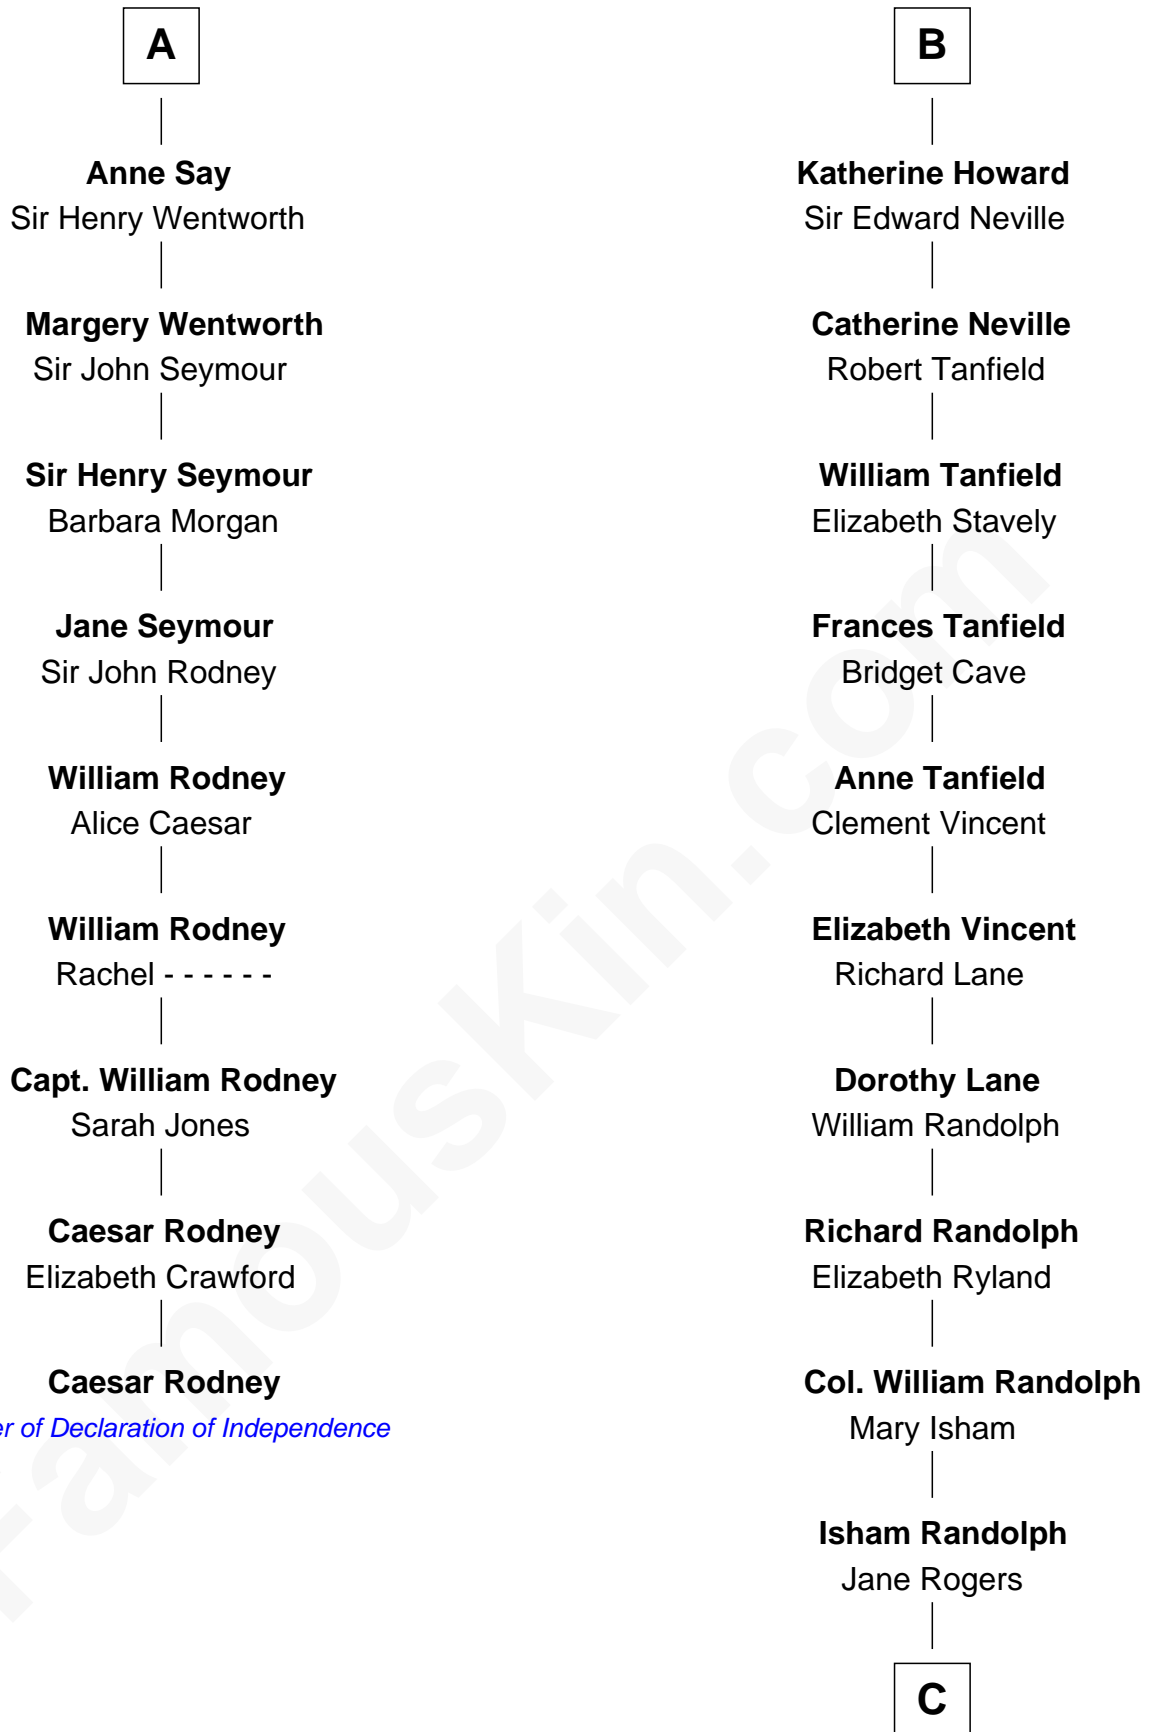 A
Anne Say
Sir Henry Wentworth
Margery Wentworth
Sir John Seymour
Sir Henry Seymour
Barbara Morgan
Jane Seymour
Sir John Rodney
William Rodney
Alice Caesar
William Rodney
Rachel - - - - - -
Capt. William Rodney
Sarah Jones
Caesar Rodney
Elizabeth Crawford
Caesar Rodney
er of Declaration of Independence
B
Katherine Howard
Sir Edward Neville
Catherine Neville
Robert Tanfield
William Tanfield
Elizabeth Stavely
Frances Tanfield
Bridget Cave
Anne Tanfield
Clement Vincent
Elizabeth Vincent
Richard Lane
Dorothy Lane
William Randolph
Richard Randolph
Elizabeth Ryland
Col. William Randolph
Mary Isham
Isham Randolph
Jane Rogers
C
FamousKin.com